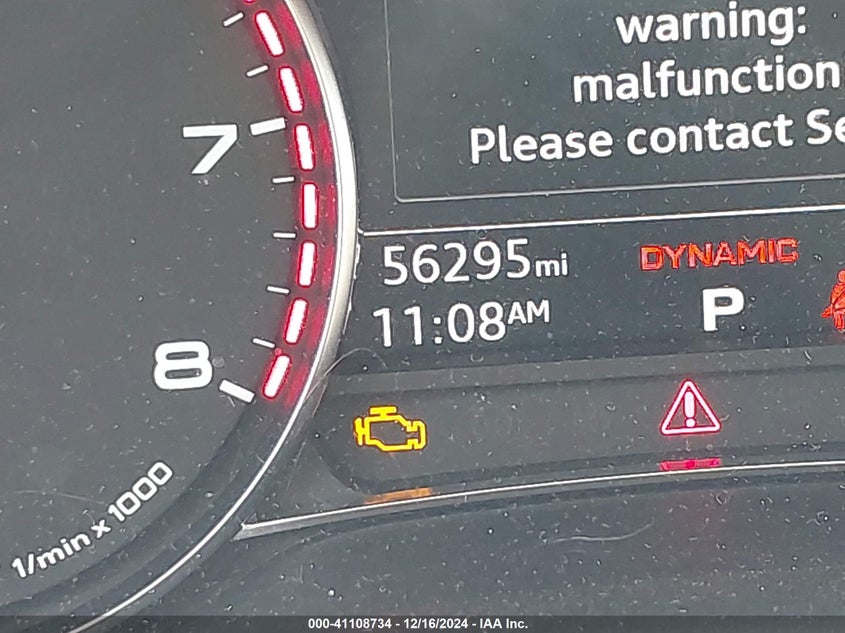 warning:
malfunction
Please contact
7
56295mi
DYNAMIC
11:08AM
P
8
1/min x 1000
000-41108734 - 12/16/2024 - IAA Inc.